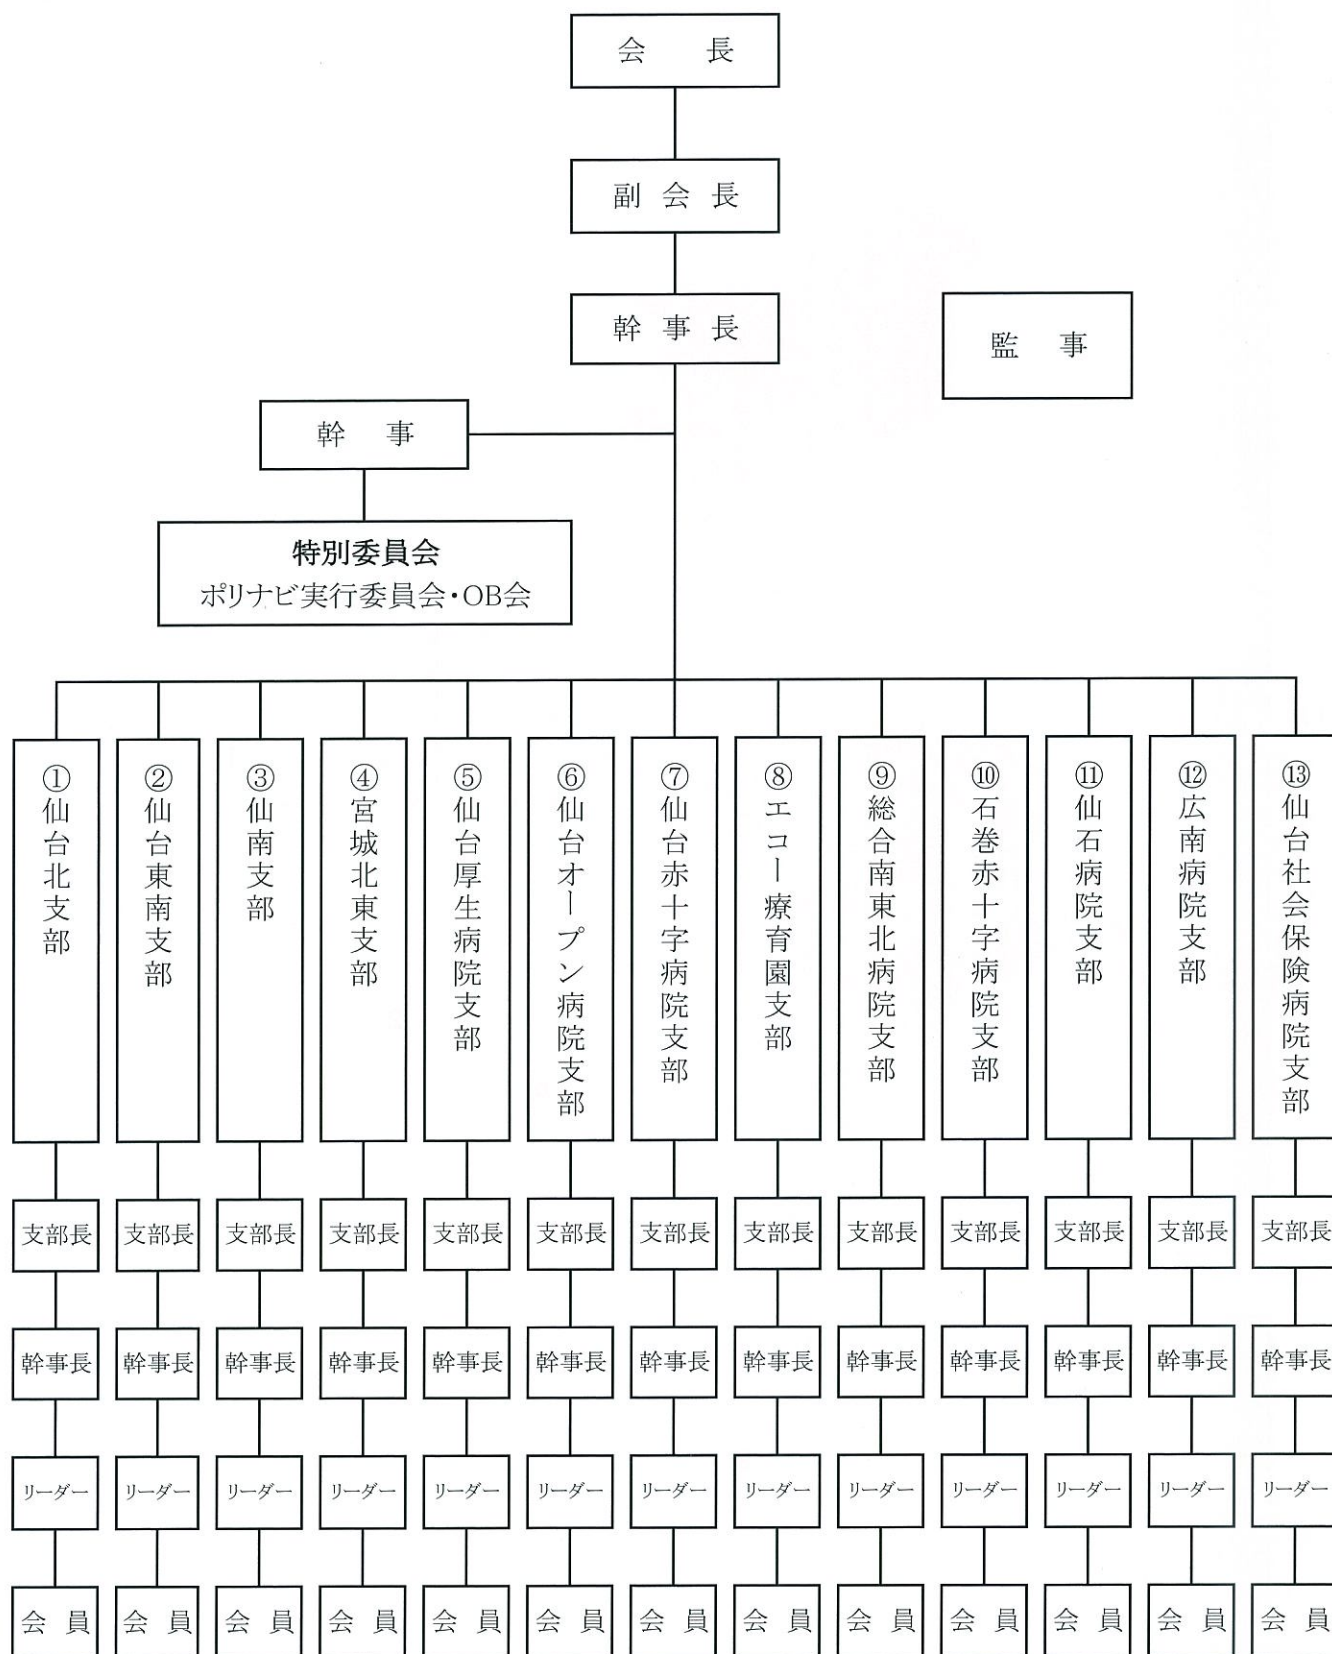 会長
副会長
幹事長
監事
幹事
特別委員会
ポリナビ実行委員会・OB会
①仙台北支部
②仙台東南支部
③仙南支部
④宮城北東支部
⑤仙台厚生病院支部
⑥仙台オープン病院支部
⑦仙台赤十字病院支部
⑧エコー療育園支部
⑨総合南東北病院支部
⑩石巻赤十字病院支部
⑪仙石病院支部
⑫広南病院支部
⑬仙台社会保険病院支部
支部長 支部長 支部長 支部長 支部長 支部長 支部長 支部長 支部長 支部長 支部長 支部長 支部長
幹事長 幹事長 幹事長 幹事長 幹事長 幹事長 幹事長 幹事長 幹事長 幹事長 幹事長 幹事長 幹事長
リーダー リーダー リーダー リーダー リーダー リーダー リーダー リーダー リーダー リーダー リーダー リーダー リーダー
会員 会員 会員 会員 会員 会員 会員 会員 会員 会員 会員 会員 会員